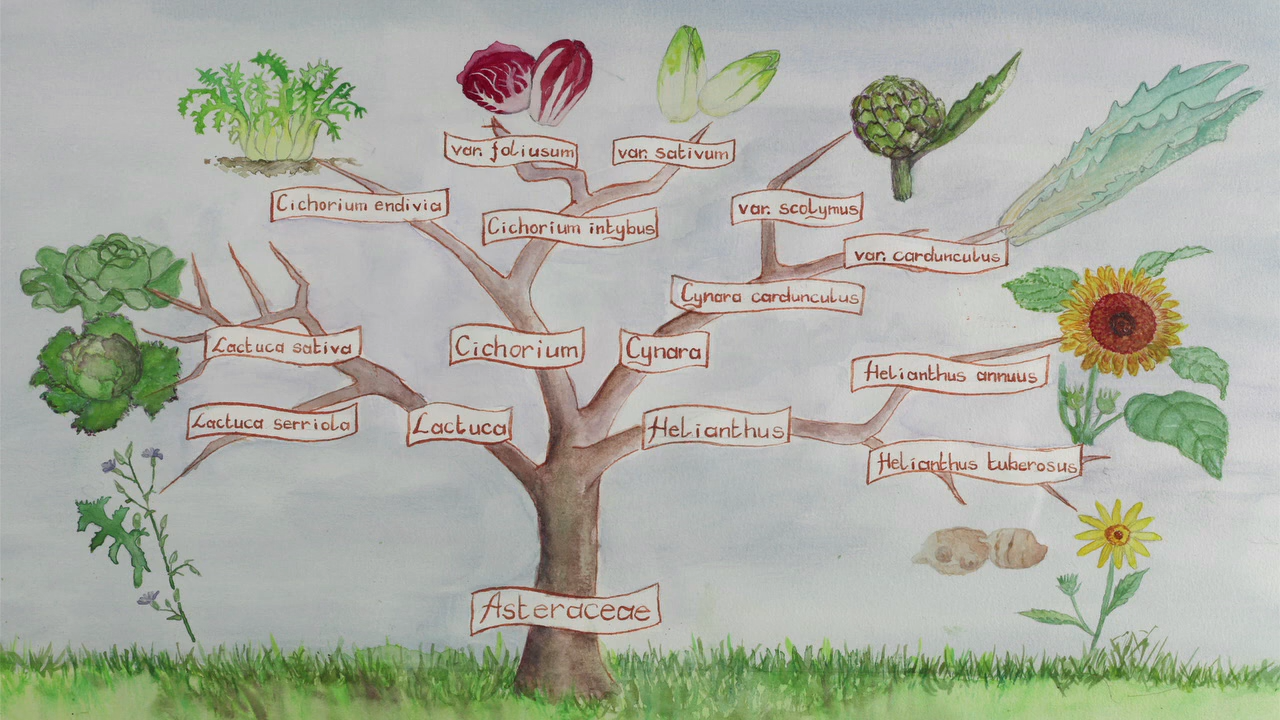 var. foliusum
var. sativum
Cichorium endivia
var. scolymus
Cichorium intybus
var. cardunculus
Cynara cardunculus
Lactuca sativa
Cichorium
Cynara
Helianthus annuus
Lactuca serriola
Lactuca
Helianthus
Helianthus tuberosus
Asteraceae